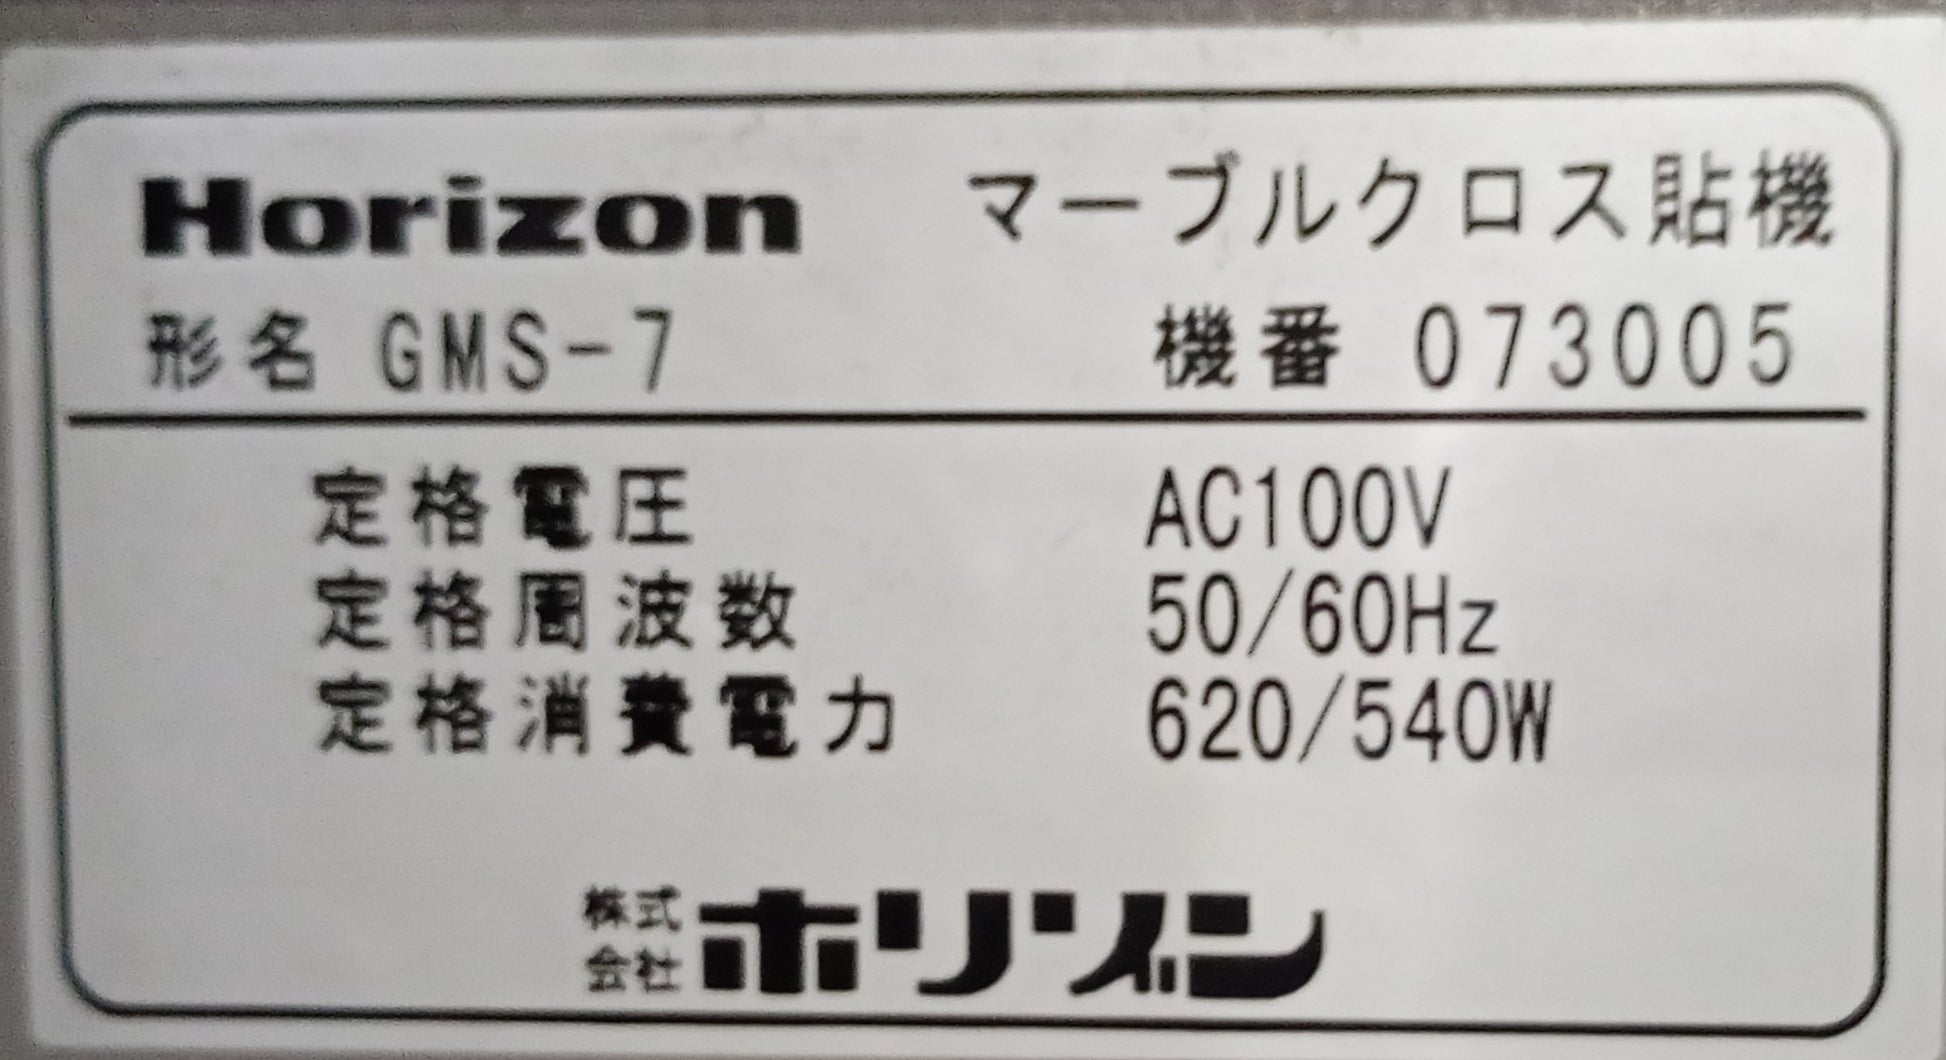 Horizon マーブルクロス貼機
形名 GMS-7 機番 073005
定格電圧 AC100V
定格周波数 50/60Hz
定格消費電力 620/540W
株式会社 ホリゾン